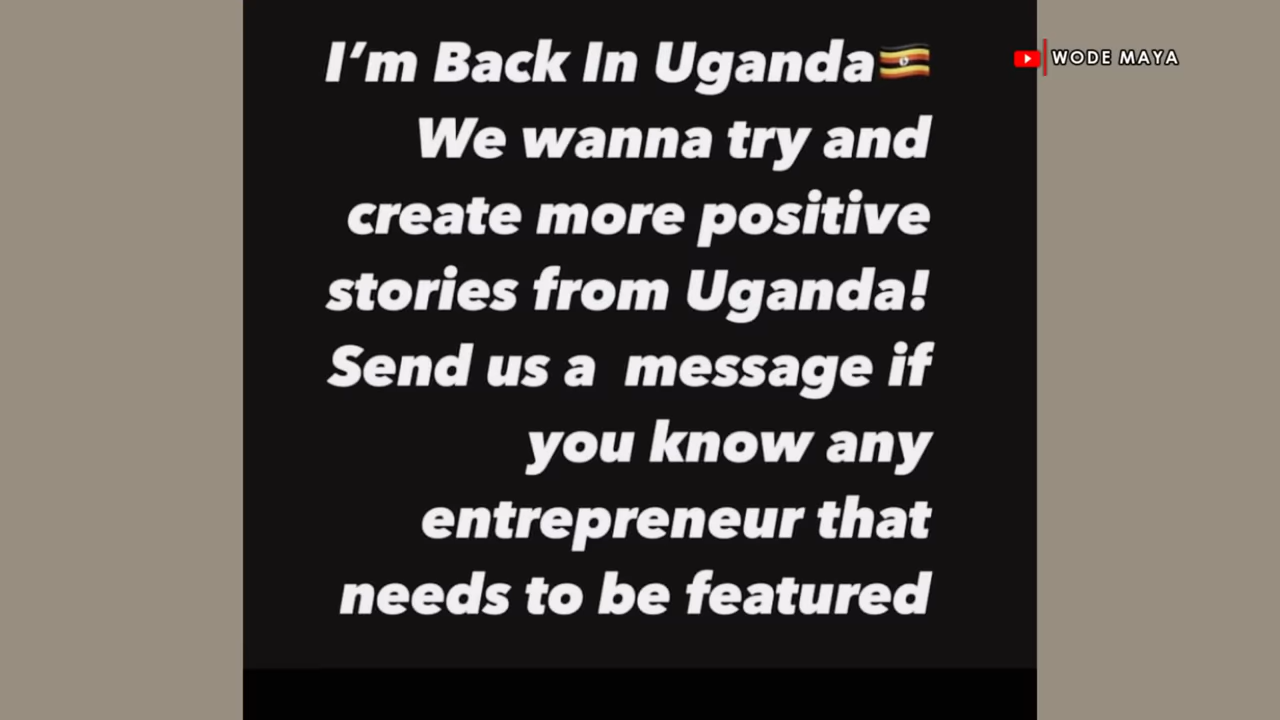 I’m Back In Uganda🇺🇬
We wanna try and
create more positive
stories from Uganda!
Send us a  message if
you know any
entrepreneur that
needs to be featured
WODE MAYA